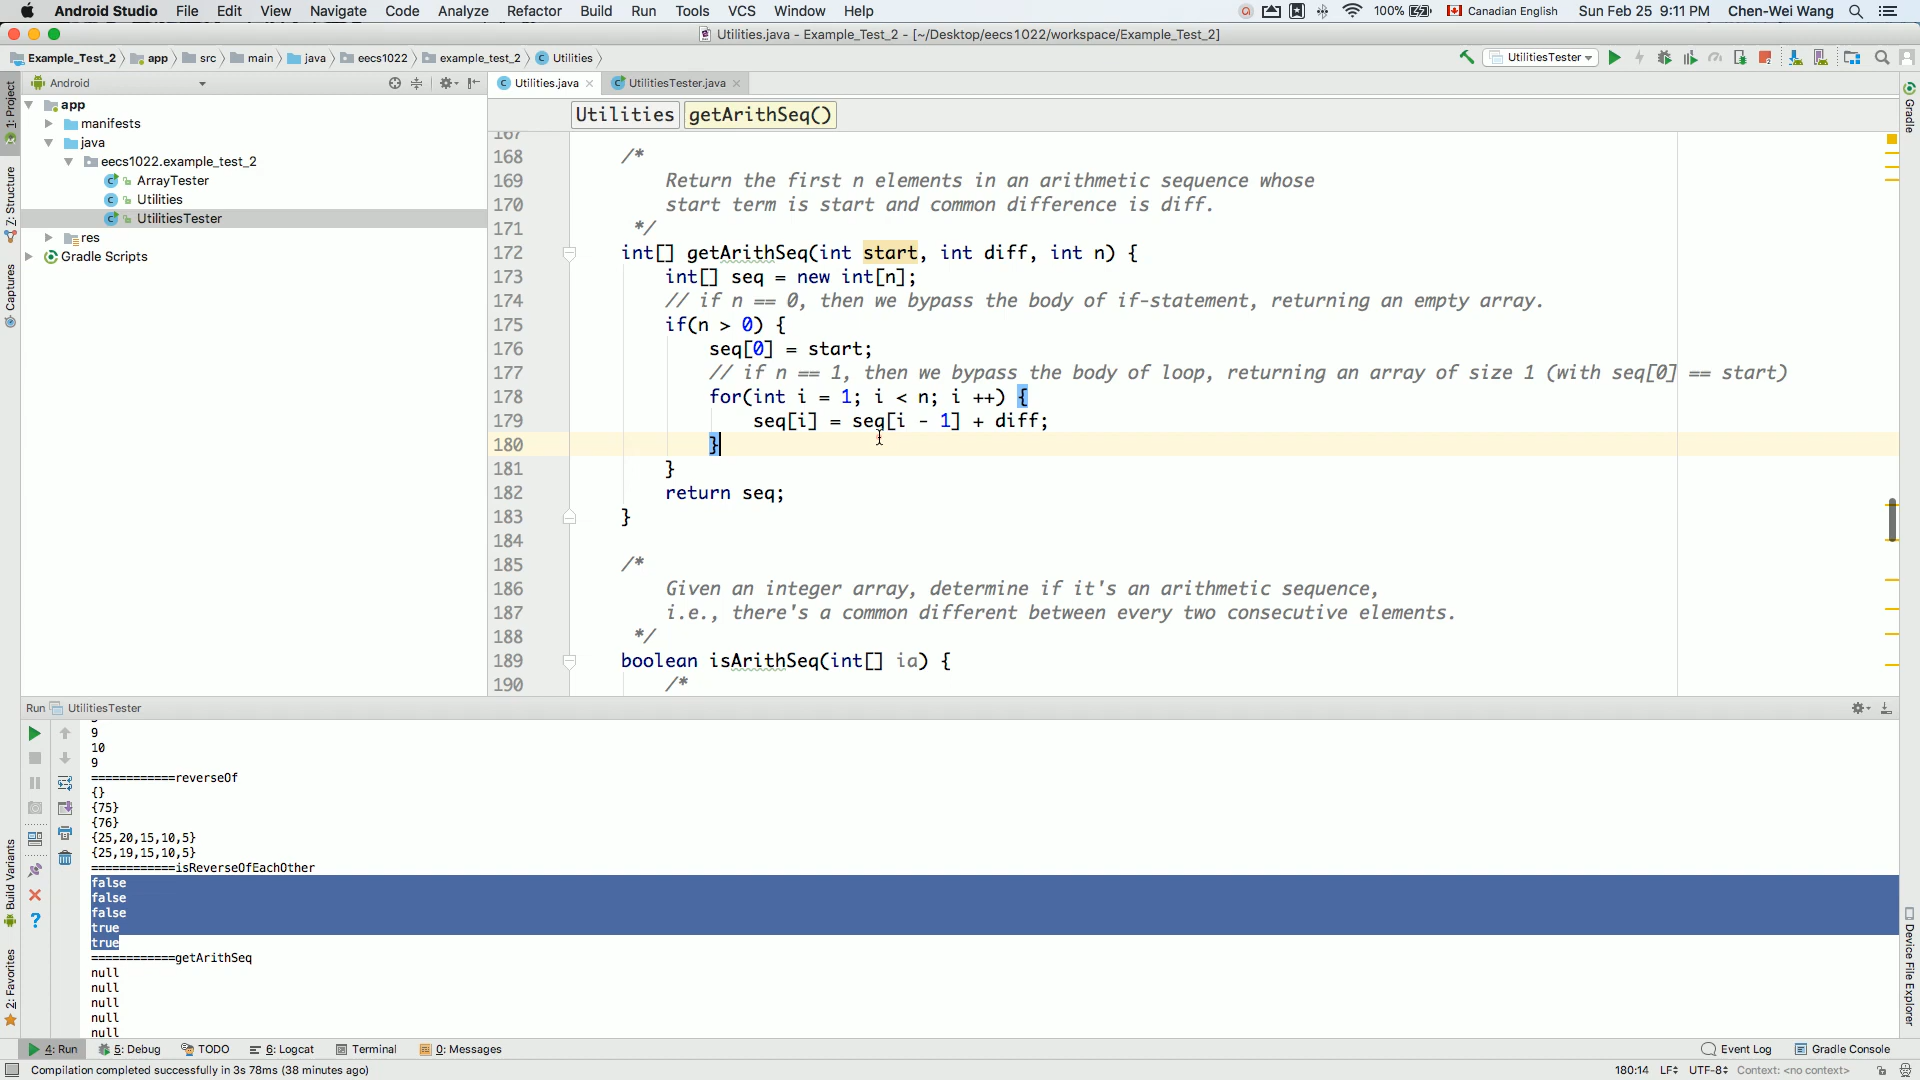 Android Studio File Edit View Navigate Code Analyze Refactor Build Run Tools VCS Window Help 100% Canadian English Sun Feb 25 9:11 PM Chen-Wei Wang
Utilities.java - Example_Test_2 - [~/Desktop/eecs1022/workspace/Example_Test_2]
Example_Test_2 app src main java eecs1022 example_test_2 Utilities UtilitiesTester
Android Utilities.java UtilitiesTester.java
1: Project
Z: Structure
Captures
Build Variants
2: Favorites
app
manifests
java
eecs1022.example_test_2
ArrayTester
Utilities
UtilitiesTester
res
Gradle Scripts
Utilities getArithSeq()
167
168 /*
169 Return the first n elements in an arithmetic sequence whose
170 start term is start and common difference is diff.
171 */
172 int[] getArithSeq(int start, int diff, int n) {
173 int[] seq = new int[n];
174 // if n == 0, then we bypass the body of if-statement, returning an empty array.
175 if(n > 0) {
176 seq[0] = start;
177 // if n == 1, then we bypass the body of loop, returning an array of size 1 (with seq[0] == start)
178 for(int i = 1; i < n; i ++) {
179 seq[i] = seq[i - 1] + diff;
180 }
181 }
182 return seq;
183 }
184
185 /*
186 Given an integer array, determine if it's an arithmetic sequence,
187 i.e., there's a common different between every two consecutive elements.
188 */
189 boolean isArithSeq(int[] ia) {
190 /*
Gradle
Device File Explorer
Run UtilitiesTester
9
10
9
============reverseOf
{}
{75}
{76}
{25,20,15,10,5}
{25,19,15,10,5}
============isReverseOfEachOther
false
false
false
true
true
============getArithSeq
null
null
null
null
null
4: Run 5: Debug TODO 6: Logcat Terminal 0: Messages Event Log Gradle Console
Compilation completed successfully in 3s 78ms (38 minutes ago) 180:14 LF UTF-8 Context: <no context>